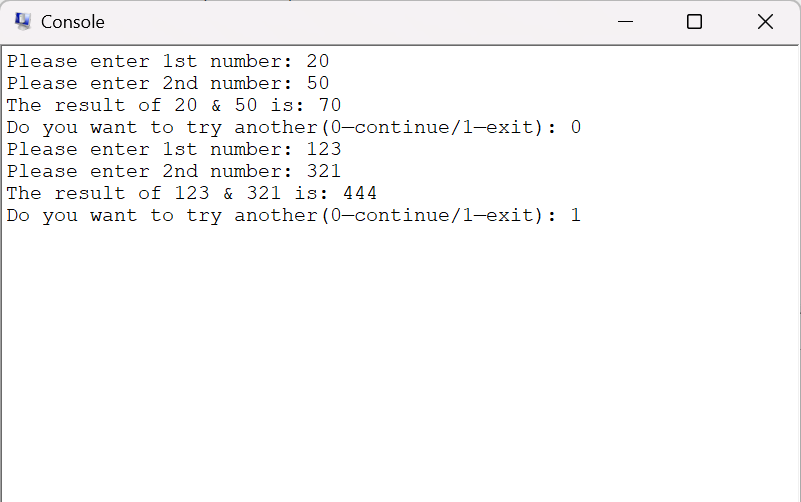 Console
Please enter 1st number: 20
Please enter 2nd number: 50
The result of 20 & 50 is: 70
Do you want to try another(0—continue/1—exit): 0
Please enter 1st number: 123
Please enter 2nd number: 321
The result of 123 & 321 is: 444
Do you want to try another(0—continue/1—exit): 1